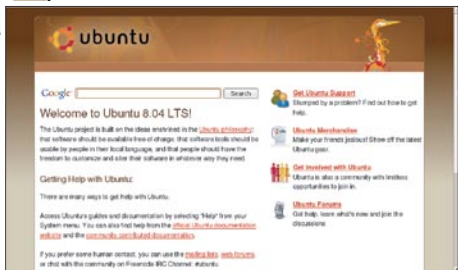 ubuntu
Google
Search
Welcome to Ubuntu 8.04 LTS!
The Ubuntu project is built on the ideas enshrined in the Ubuntu philosophy:
that software should be available free of charge, that software tools should be
usable by people in their local language, and that people should have the
freedom to customize and alter their software in whatever way they need.
Getting Help with Ubuntu:
There are many ways to get help with Ubuntu.
Access Ubuntu's guides and documentation by selecting "Help" from your
System menu. You can also find help from the official Ubuntu documentation
website and the community contributed documentation.
If you prefer some human contact, you can use the mailing lists, web forums
or chat with the community on Freenode IRC Channel: #ubuntu.
Get Ubuntu Support
Stumped by a problem? Find out how to get
help.
Ubuntu Merchandise
Make your friends jealous! Show off the latest
Ubuntu gear.
Get Involved with Ubuntu
Ubuntu is also a community with limitless
opportunities to join in.
Ubuntu Forums
Get help, learn what's new and join the
discussions